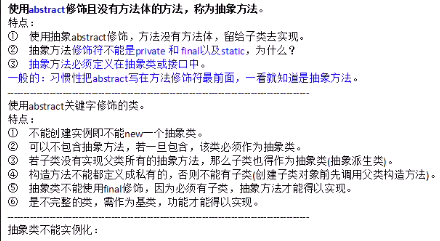 使用abstract修饰且没有方法体的方法，称为抽象方法。
特点：
① 使用抽象abstract修饰，方法没有方法体，留给子类去实现。
② 抽象方法修饰符不能是private 和 final以及static，为什么？
③ 抽象方法必须定义在抽象类或接口中。
一般的：习惯性把abstract写在方法修饰符最前面，一看就知道是抽象方法。
使用abstract关键字修饰的类。
特点：
① 不能创建实例即不能new一个抽象类。
② 可以不包含抽象方法，若一旦包含，该类必须作为抽象类。
③ 若子类没有实现父类所有的抽象方法，那么子类也得作为抽象类(抽象派生类)。
④ 构造方法不能都定义成私有的，否则不能有子类(创建子类对象前先调用父类构造方法)。
⑤ 抽象类不能使用final修饰，因为必须有子类，抽象方法才能得以实现。
⑥ 是不完整的类，需作为基类，功能才能得以实现。
抽象类不能实例化：